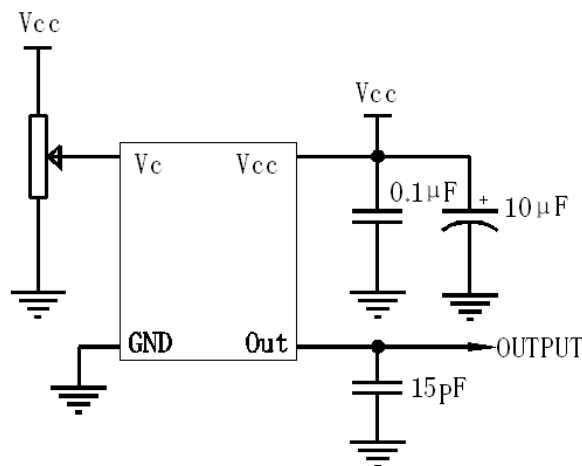 Vcc
Vcc
Vc
Vcc
0.1μF
+
10μF
GND
Out
OUTPUT
15pF